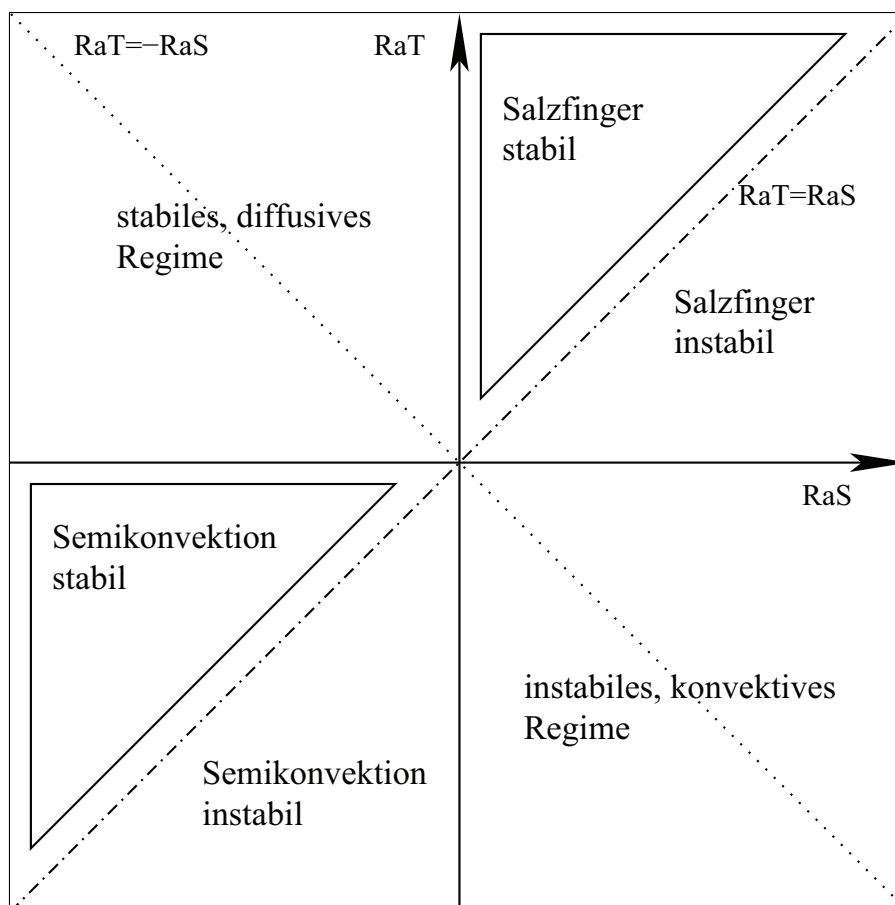 RaT=−RaS
RaT
Salzfinger
stabil
RaT=RaS
stabiles, diffusives
Regime
Salzfinger
instabil
RaS
Semikonvektion
stabil
instabiles, konvektives
Regime
Semikonvektion
instabil